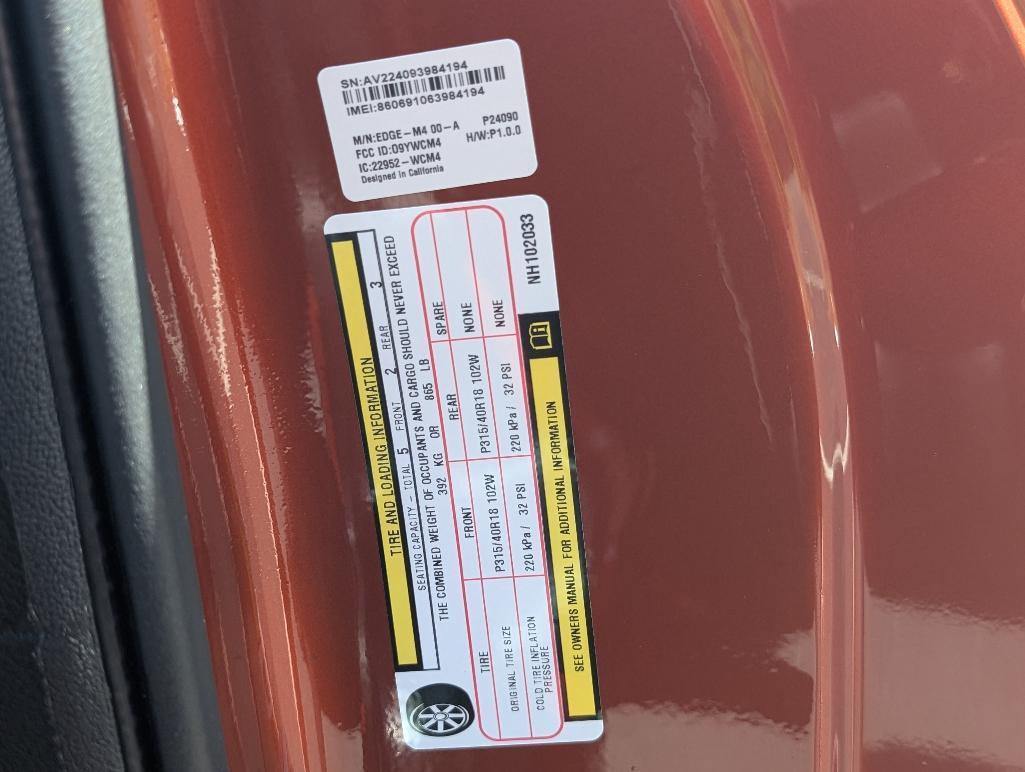 SN:AV224093984194
IMEI:860691063984194
M/N:EDGE-M4 00-A P24090
FCC ID:O9YWCM4 H/W:P1.0.0
IC:22952-WCM4
Designed in California
TIRE AND LOADING INFORMATION
SEATING CAPACITY - TOTAL 5 FRONT 2 REAR 3
THE COMBINED WEIGHT OF OCCUPANTS AND CARGO SHOULD NEVER EXCEED
392 KG OR 865 LB
TIRE FRONT REAR SPARE
ORIGINAL TIRE SIZE P315/40R18 102W P315/40R18 102W NONE
COLD TIRE INFLATION PRESSURE 220 kPa / 32 PSI 220 kPa / 32 PSI NONE
SEE OWNERS MANUAL FOR ADDITIONAL INFORMATION
NH102033